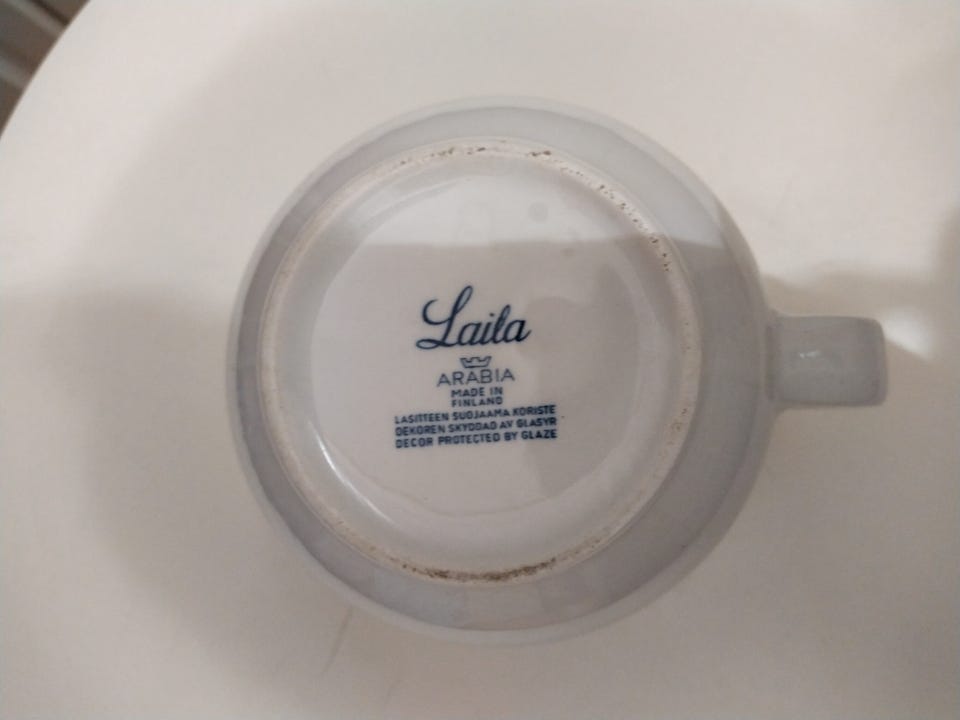 Laila
ARABIA
MADE IN
FINLAND
LASITTEEN SUOJAAMA KORISTE
DEKOREN SKYDDAD AV GLASYR
DECOR PROTECTED BY GLAZE